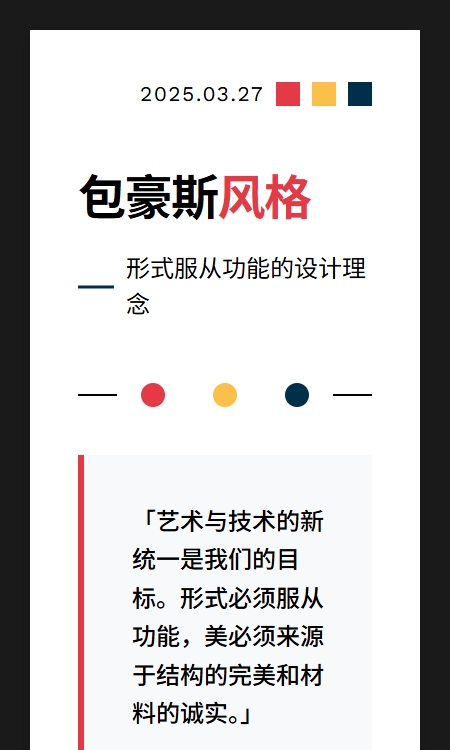 2025.03.27
包豪斯风格
形式服从功能的设计理
念
「艺术与技术的新
统一是我们的目
标。形式必须服从
功能，美必须来源
于结构的完美和材
料的诚实。」